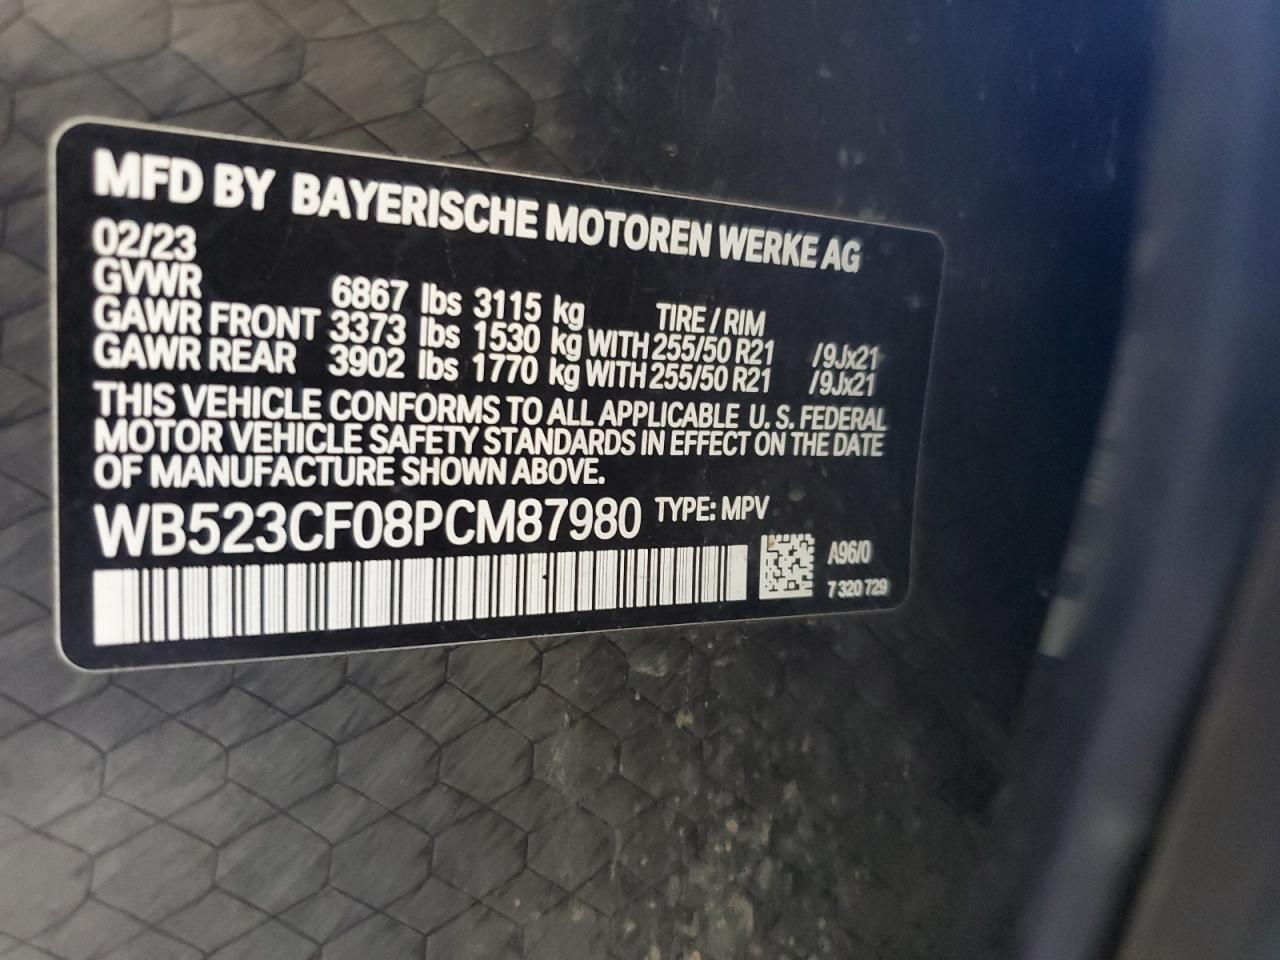 MFD BY BAYERISCHE MOTOREN WERKE AG
02/23
GVWR 6867 lbs 3115 kg TIRE / RIM
GAWR FRONT 3373 lbs 1530 kg WITH 255/50 R21 /9Jx21
GAWR REAR 3902 lbs 1770 kg WITH 255/50 R21 /9Jx21
THIS VEHICLE CONFORMS TO ALL APPLICABLE U. S. FEDERAL
MOTOR VEHICLE SAFETY STANDARDS IN EFFECT ON THE DATE
OF MANUFACTURE SHOWN ABOVE.
WB523CF08PCM87980 TYPE: MPV
A96/0
7 320 729